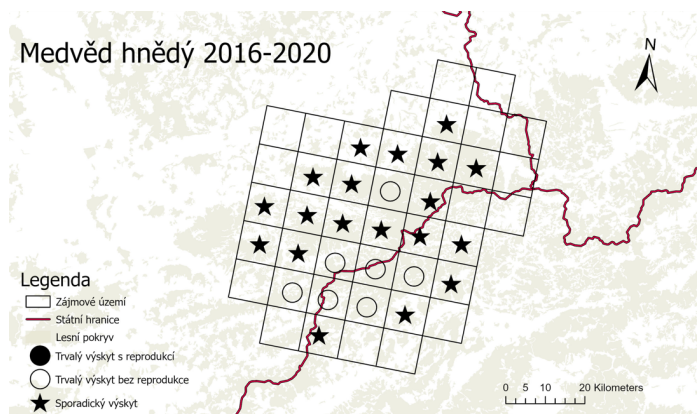 Medvěd hnědý 2016-2020
N
Legenda
Zájmové území
Státní hranice
Lesní pokryv
Trvalý výskyt s reprodukcí
Trvalý výskyt bez reprodukce
Sporadický výskyt
0 5 10 20 Kilometers